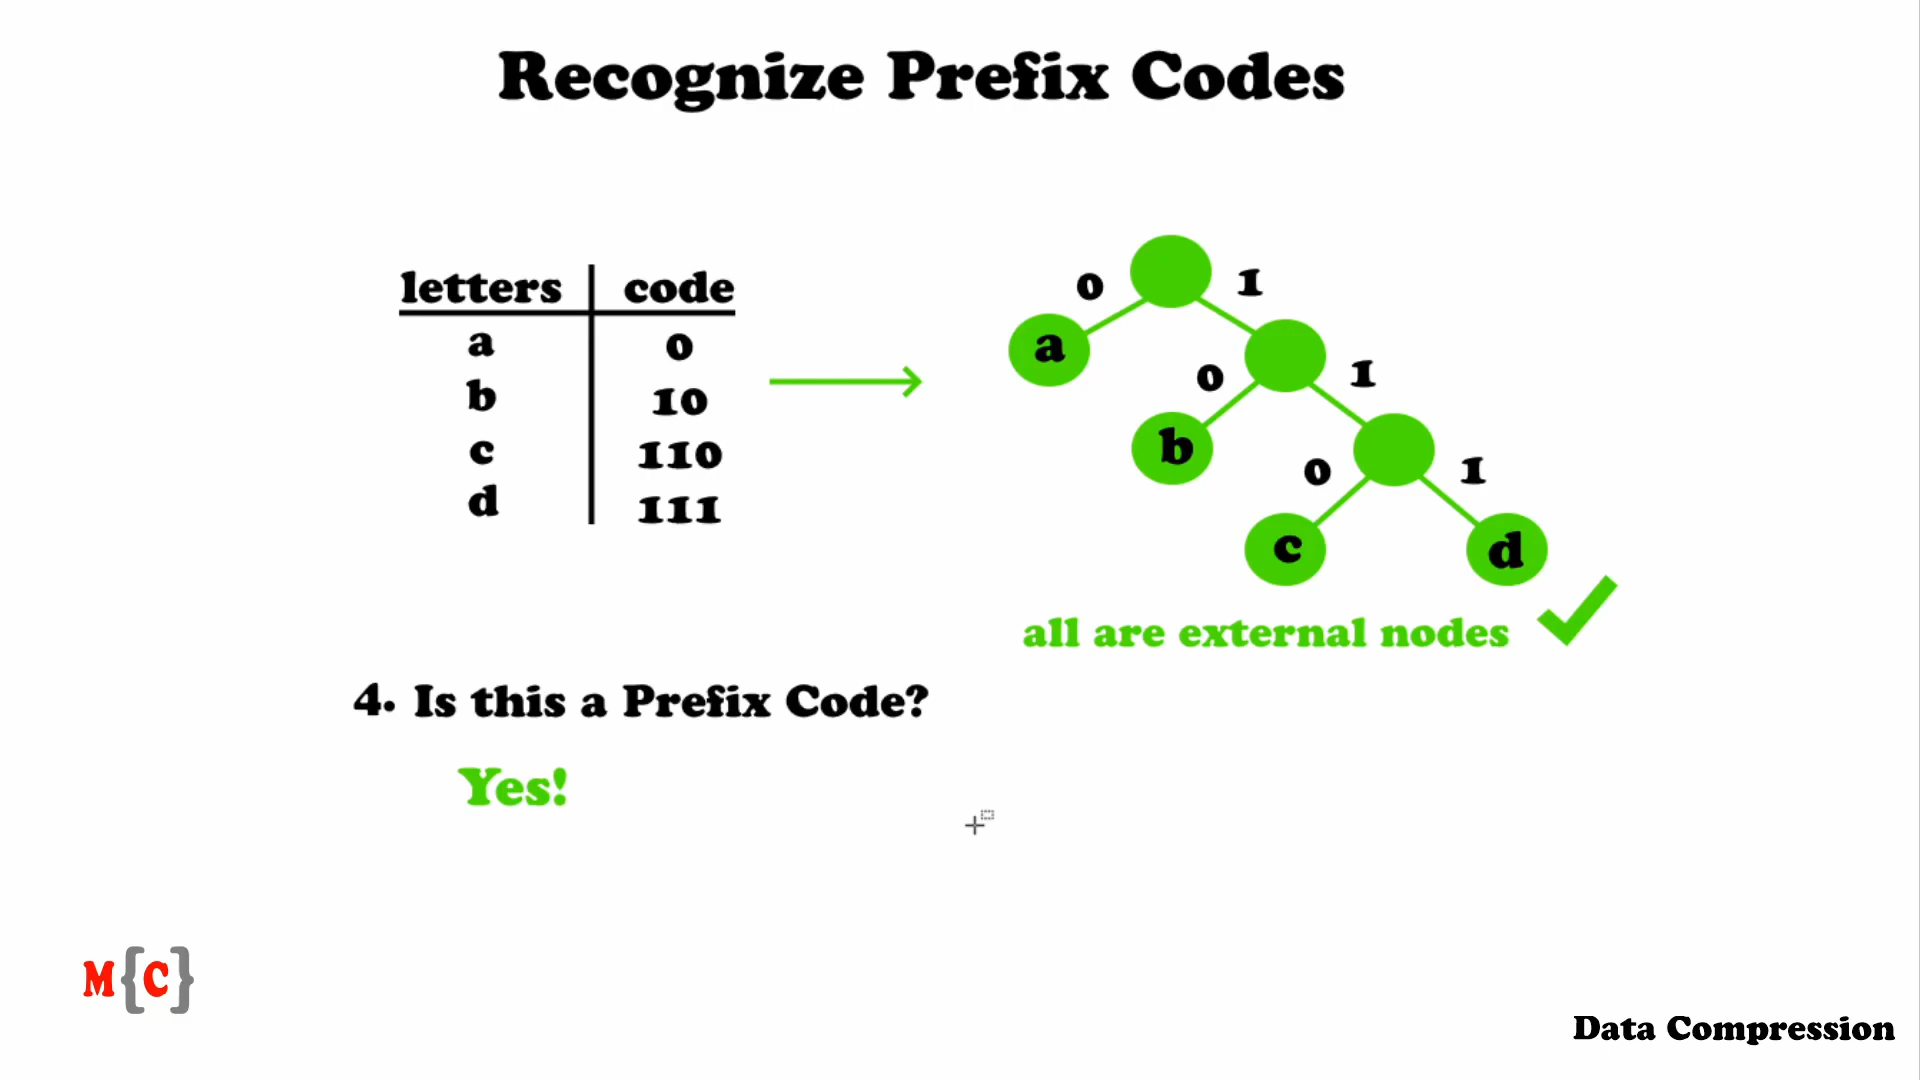 Recognize Prefix Codes
letters code
a 0
b 10
c 110
d 111
0 1
a
0 1
b
0 1
c d
all are external nodes
4. Is this a Prefix Code?
Yes!
M{C}
Data Compression